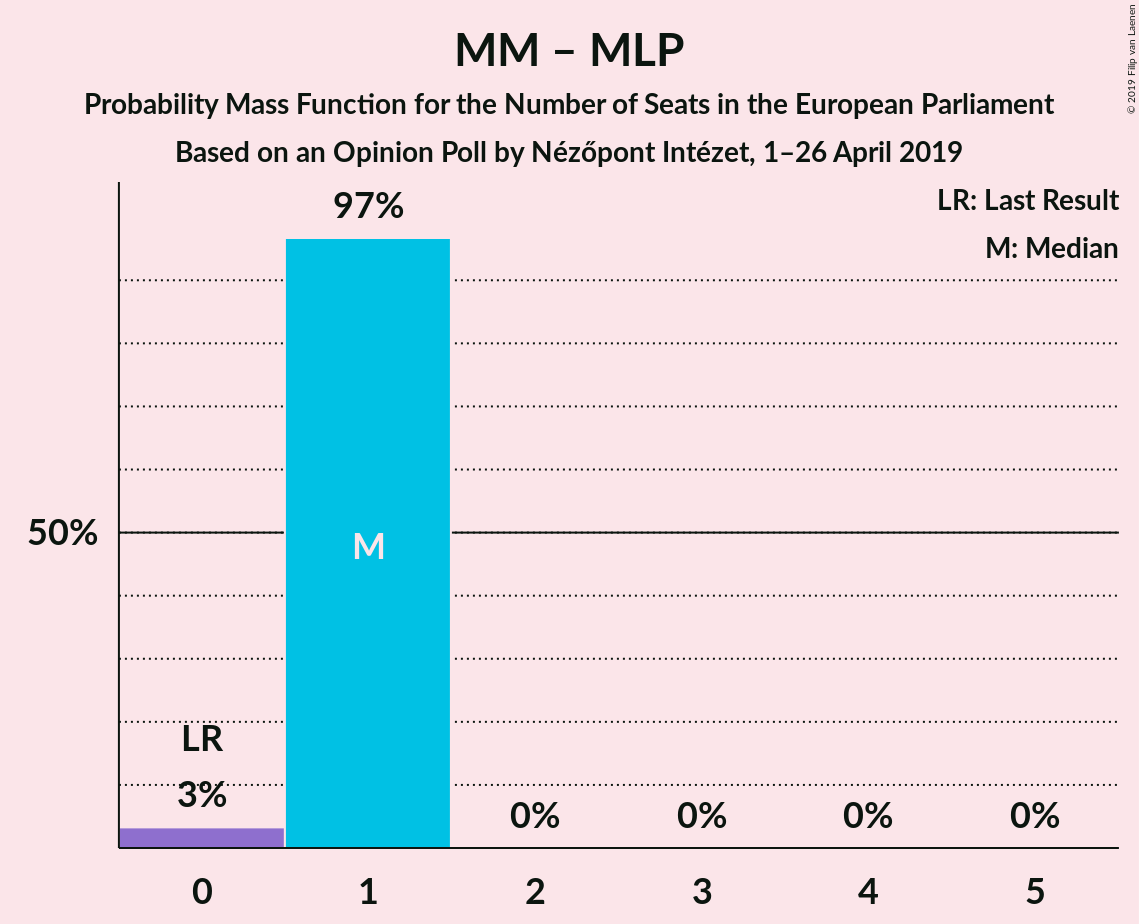 MM – MLP
Probability Mass Function for the Number of Seats in the European Parliament
Based on an Opinion Poll by Nézőpont Intézet, 1–26 April 2019
© 2019 Filip van Laenen
LR: Last Result
M: Median
97%
50%
M
LR
3%
0%
0%
0%
0%
0
1
2
3
4
5